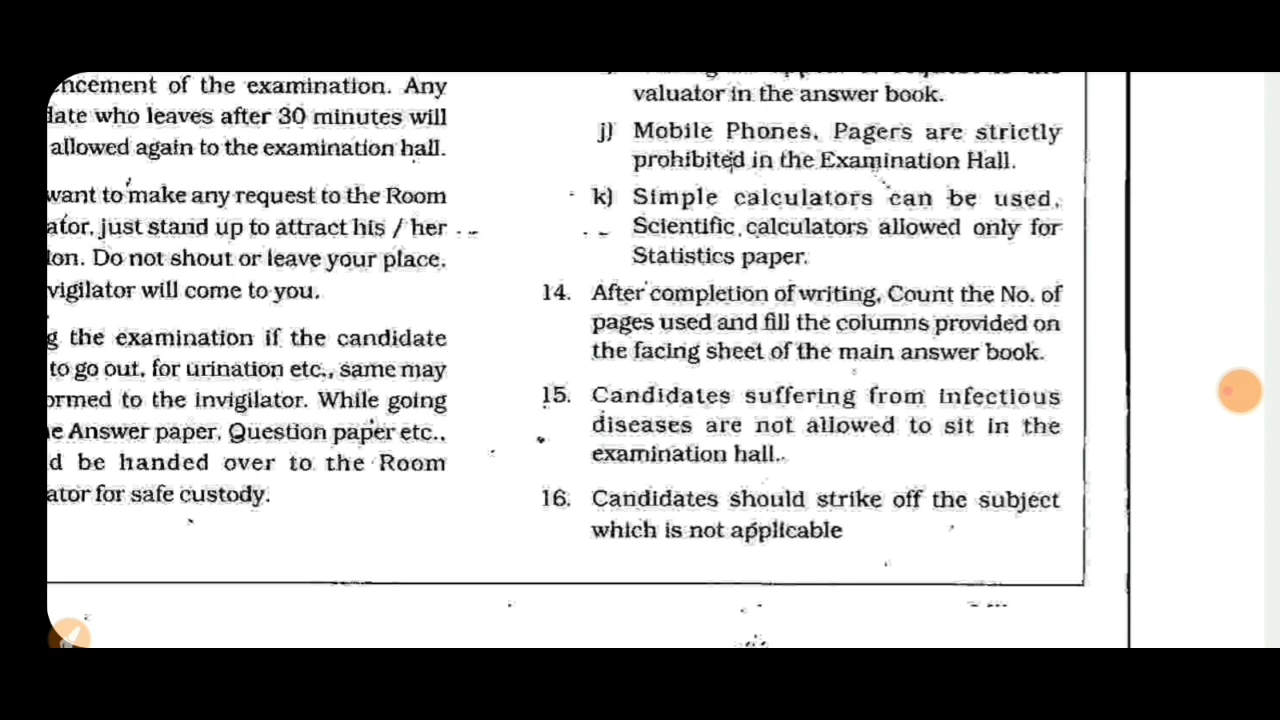 encement of the examination. Any
date who leaves after 30 minutes will
allowed again to the examination hall.
want to make any request to the Room
ator, just stand up to attract his / her
ion. Do not shout or leave your place.
vigilator will come to you.
g the examination if the candidate
to go out, for urination etc., same may
ormed to the invigilator. While going
e Answer paper, Question paper etc.,
d be handed over to the Room
ator for safe custody.
valuator in the answer book.
j) Mobile Phones, Pagers are strictly
prohibited in the Examination Hall.
k) Simple calculators can be used.
Scientific calculators allowed only for
Statistics paper.
14. After completion of writing, Count the No. of
pages used and fill the columns provided on
the facing sheet of the main answer book.
15. Candidates suffering from infectious
diseases are not allowed to sit in the
examination hall.
16. Candidates should strike off the subject
which is not applicable